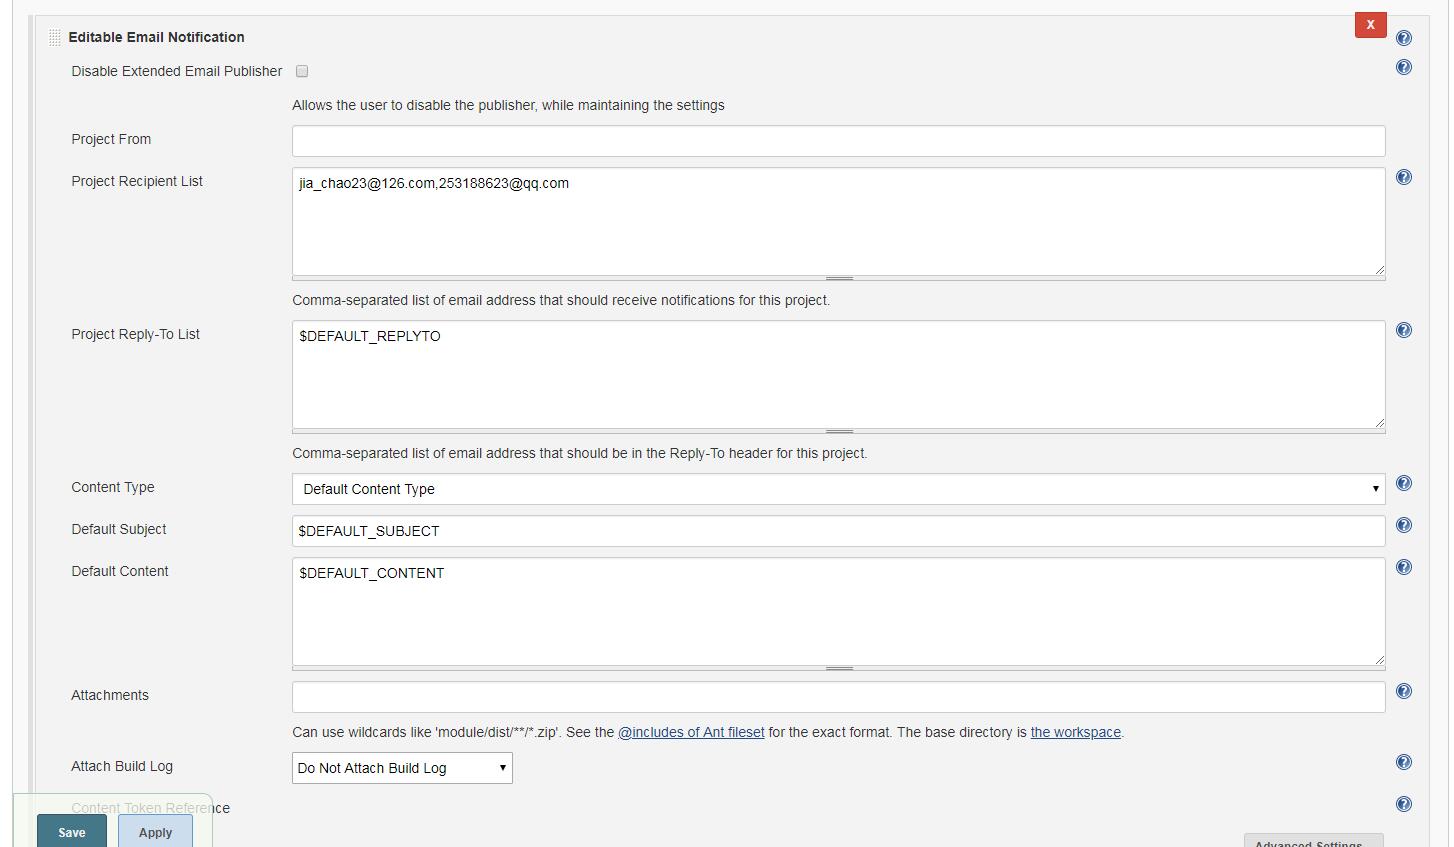 Editable Email Notification
X
Disable Extended Email Publisher
Allows the user to disable the publisher, while maintaining the settings
Project From
Project Recipient List
jia_chao23@126.com,253188623@qq.com
Comma-separated list of email address that should receive notifications for this project.
Project Reply-To List
$DEFAULT_REPLYTO
Comma-separated list of email address that should be in the Reply-To header for this project.
Content Type
Default Content Type
Default Subject
$DEFAULT_SUBJECT
Default Content
$DEFAULT_CONTENT
Attachments
Can use wildcards like 'module/dist/**/*.zip'. See the @includes of Ant fileset for the exact format. The base directory is the workspace.
Attach Build Log
Do Not Attach Build Log
Content Token Reference
Save
Apply
Advanced Settings...